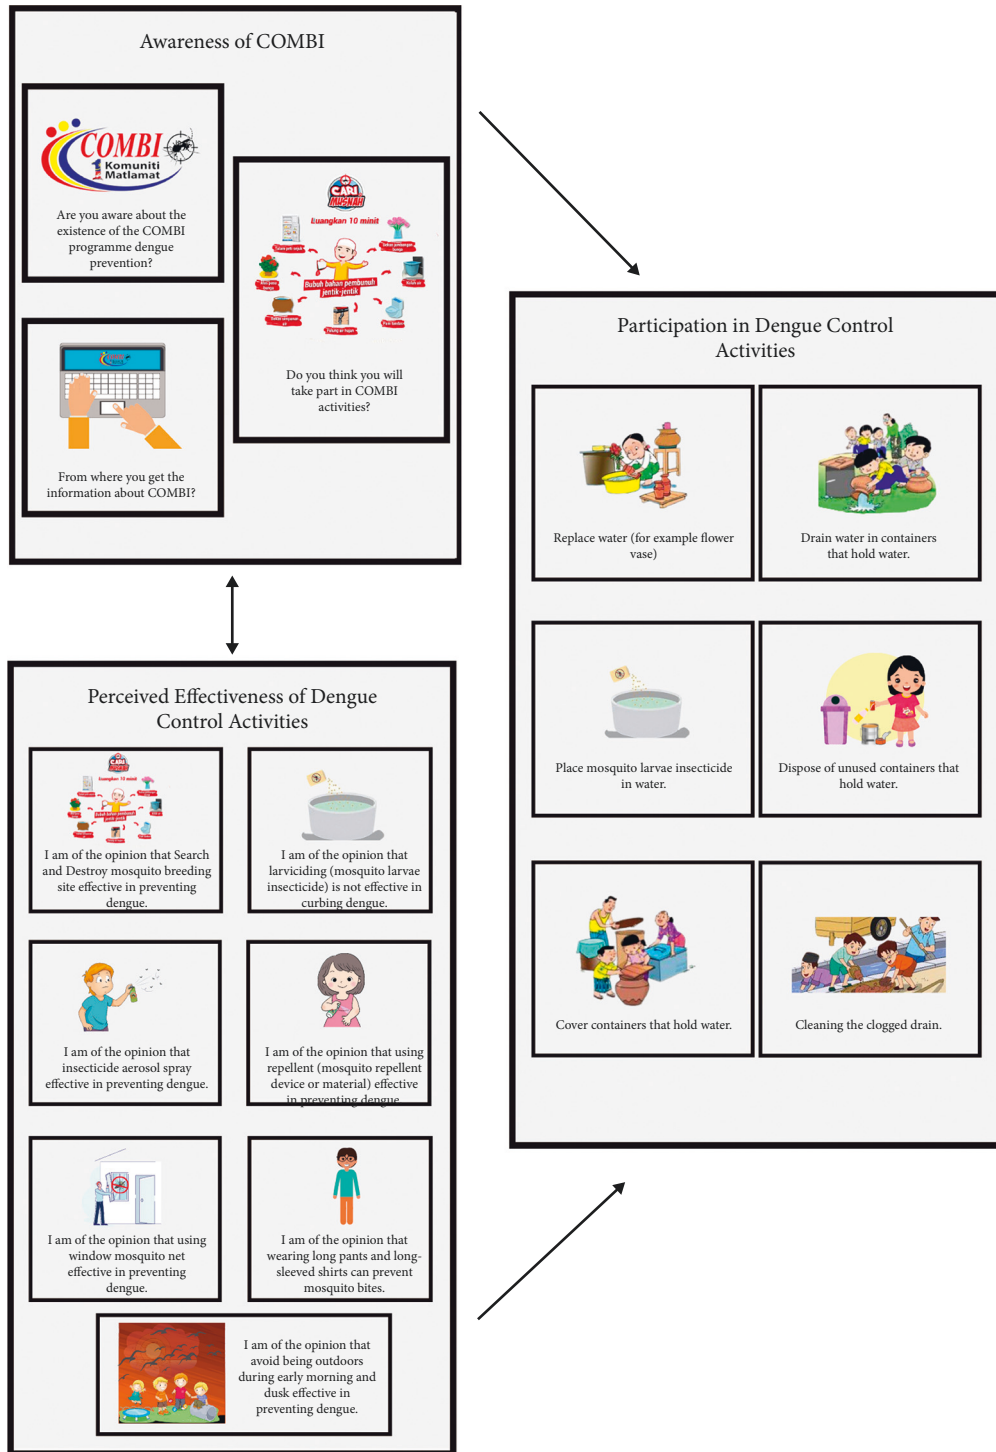 Awareness of COMBI
COMBI
1 Komuniti
Matlamat
Are you aware about the
existence of the COMBI
programme dengue
prevention?
CARI
MUSNAH
Luangkan 10 minit
Bubuh bahan pembunuh
jentik-jentik
Do you think you will
take part in COMBI
activities?
From where you get the
information about COMBI?
Perceived Effectiveness of Dengue
Control Activities
CARI
Luangkan 10 minit
Bubuh bahan pembunuh
jentik-jentik
I am of the opinion that Search
and Destroy mosquito breeding
site effective in preventing
dengue.
I am of the opinion that
larviciding (mosquito larvae
insecticide) is not effective in
curbing dengue.
I am of the opinion that
insecticide aerosol spray
effective in preventing dengue.
I am of the opinion that using
repellent (mosquito repellent
device or material) effective
in preventing dengue
I am of the opinion that using
window mosquito net
effective in preventing
dengue.
I am of the opinion that
wearing long pants and long-
sleeved shirts can prevent
mosquito bites.
I am of the opinion that
avoid being outdoors
during early morning and
dusk effective in
preventing dengue.
Participation in Dengue Control
Activities
Replace water (for example flower
vase)
Drain water in containers
that hold water.
Place mosquito larvae insecticide
in water.
Dispose of unused containers that
hold water.
Cover containers that hold water.
Cleaning the clogged drain.